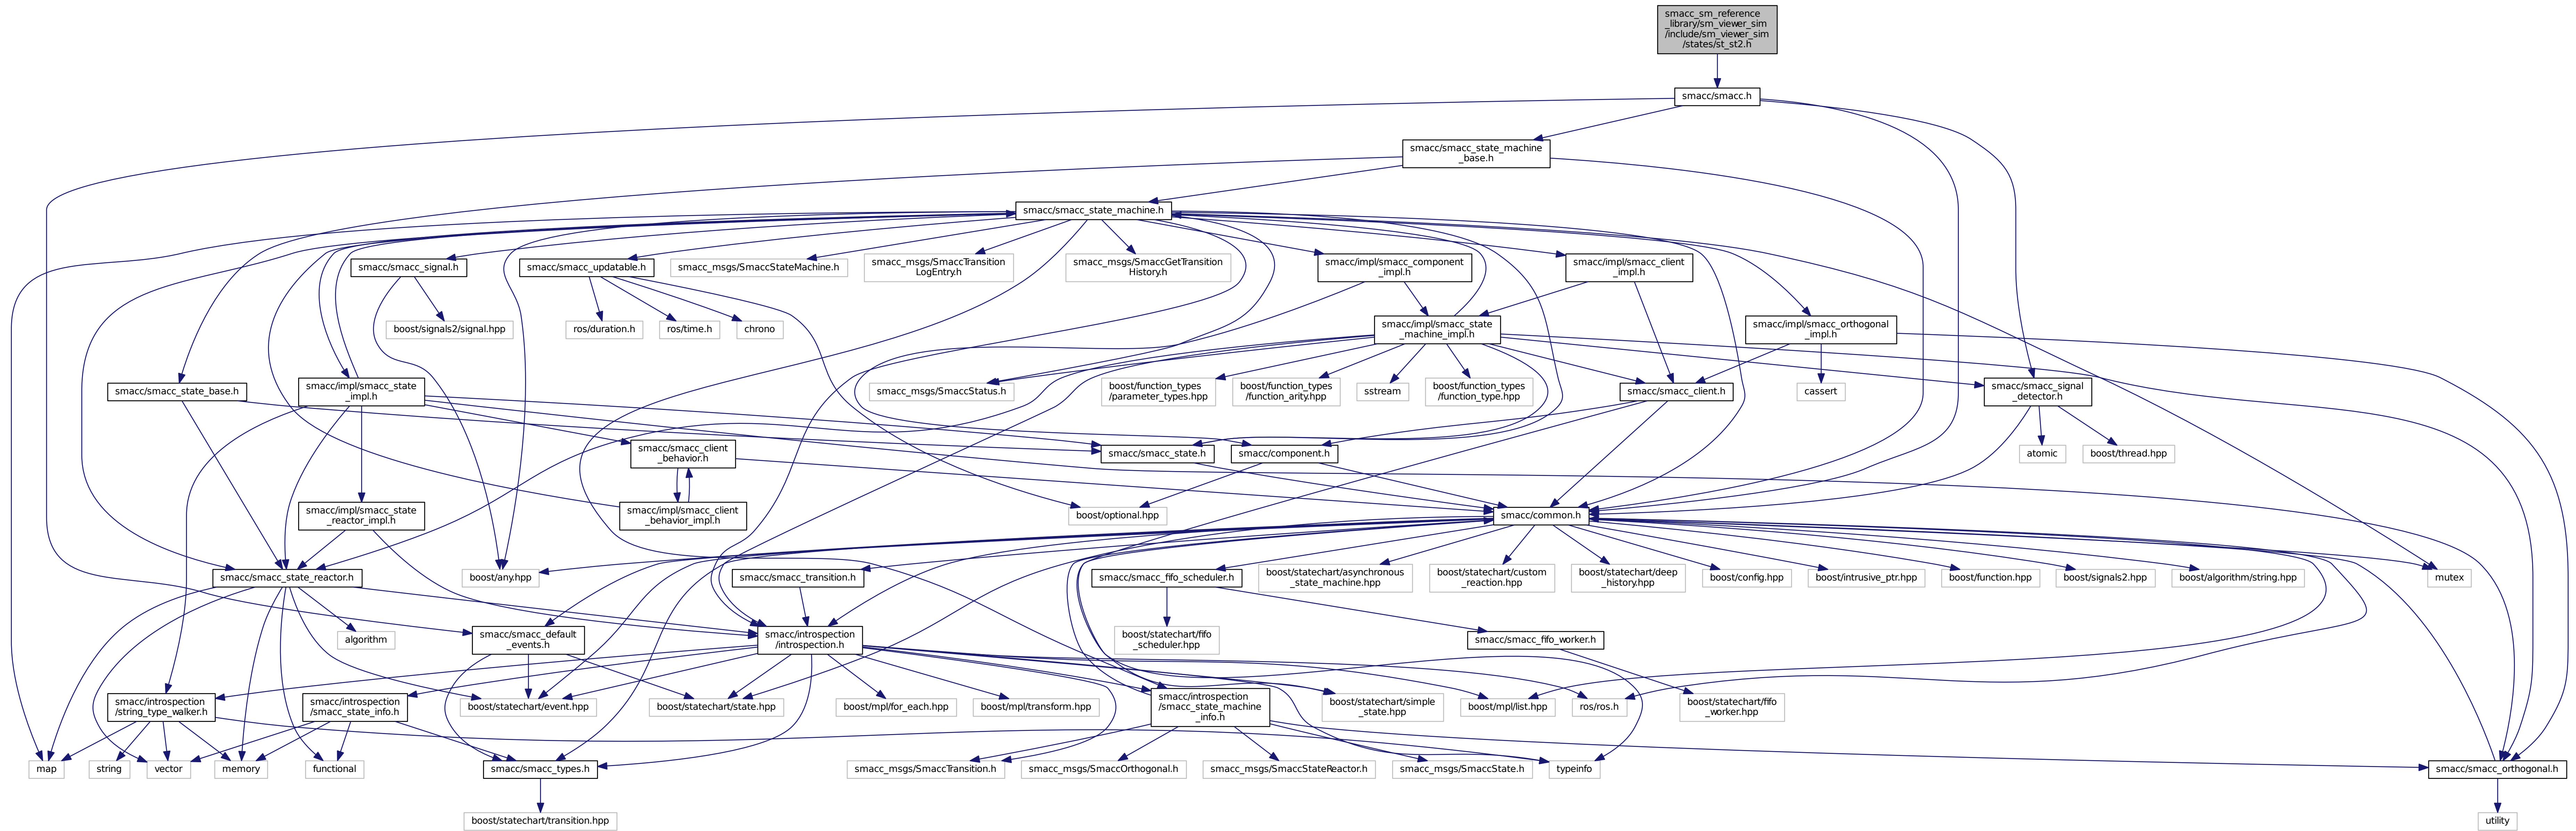 smacc_sm_reference
_library/sm_viewer_sim
/include/sm_viewer_sim
/states/st_st2.h
smacc/smacc.h
smacc/smacc_state_machine
_base.h
smacc/smacc_state_machine.h
smacc/smacc_signal.h
smacc/smacc_updatable.h
smacc_msgs/SmaccStateMachine.h
smacc_msgs/SmaccTransition
LogEntry.h
smacc_msgs/SmaccGetTransition
History.h
smacc/impl/smacc_component
_impl.h
smacc/impl/smacc_client
_impl.h
boost/signals2/signal.hpp
ros/duration.h
ros/time.h
chrono
smacc/impl/smacc_state
_machine_impl.h
smacc/impl/smacc_orthogonal
_impl.h
smacc/smacc_state_base.h
smacc/impl/smacc_state
_impl.h
smacc_msgs/SmaccStatus.h
boost/function_types
/parameter_types.hpp
boost/function_types
/function_arity.hpp
sstream
boost/function_types
/function_type.hpp
smacc/smacc_client.h
cassert
smacc/smacc_signal
_detector.h
smacc/smacc_client
_behavior.h
smacc/smacc_state.h
smacc/component.h
atomic
boost/thread.hpp
smacc/impl/smacc_state
_reactor_impl.h
smacc/impl/smacc_client
_behavior_impl.h
boost/optional.hpp
smacc/common.h
smacc/smacc_state_reactor.h
boost/any.hpp
smacc/smacc_transition.h
smacc/smacc_fifo_scheduler.h
boost/statechart/asynchronous
_state_machine.hpp
boost/statechart/custom
_reaction.hpp
boost/statechart/deep
_history.hpp
boost/config.hpp
boost/intrusive_ptr.hpp
boost/function.hpp
boost/signals2.hpp
boost/algorithm/string.hpp
mutex
algorithm
smacc/smacc_default
_events.h
smacc/introspection
/introspection.h
boost/statechart/fifo
_scheduler.hpp
smacc/smacc_fifo_worker.h
smacc/introspection
/string_type_walker.h
smacc/introspection
/smacc_state_info.h
boost/statechart/event.hpp
boost/statechart/state.hpp
boost/mpl/for_each.hpp
boost/mpl/transform.hpp
smacc/introspection
/smacc_state_machine
_info.h
boost/statechart/simple
_state.hpp
boost/mpl/list.hpp
ros/ros.h
boost/statechart/fifo
_worker.hpp
map
string
vector
memory
functional
smacc/smacc_types.h
smacc_msgs/SmaccTransition.h
smacc_msgs/SmaccOrthogonal.h
smacc_msgs/SmaccStateReactor.h
smacc_msgs/SmaccState.h
typeinfo
smacc/smacc_orthogonal.h
boost/statechart/transition.hpp
utility